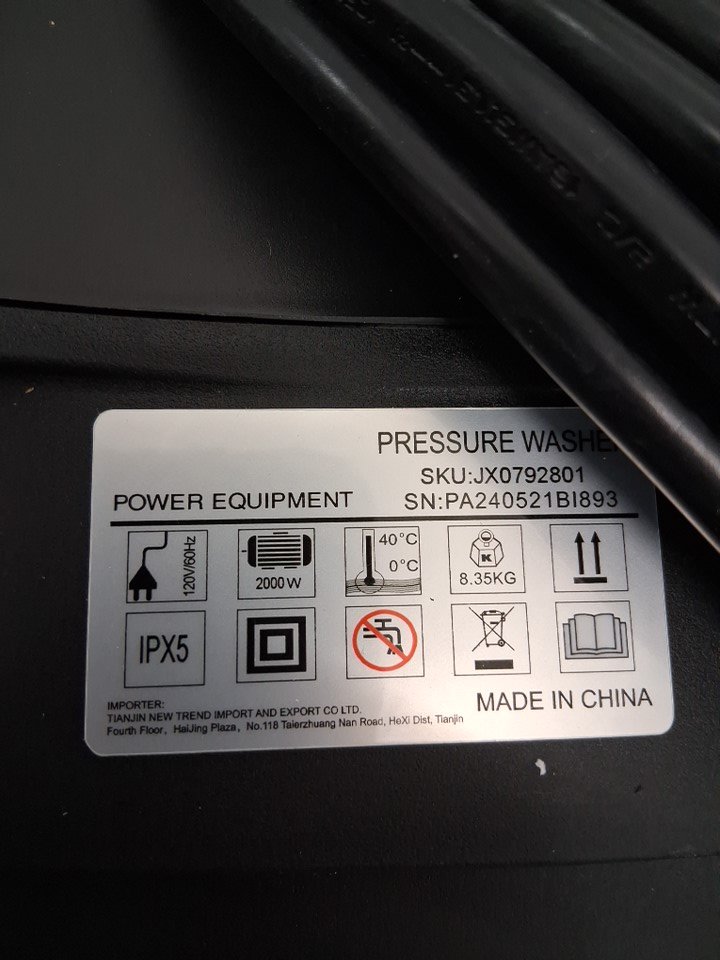 PRESSURE WASHE
SKU:JX0792801
POWER EQUIPMENT SN:PA240521BI893
120V/60Hz
2000W
40°C
0°C
K
8.35KG
IPX5
MADE IN CHINA
IMPORTER:
TIANJIN NEW TREND IMPORT AND EXPORT CO LTD.
Fourth Floor, HaiJing Plaza, No.118 Taierzhuang Nan Road, HeXi Dist, Tianjin